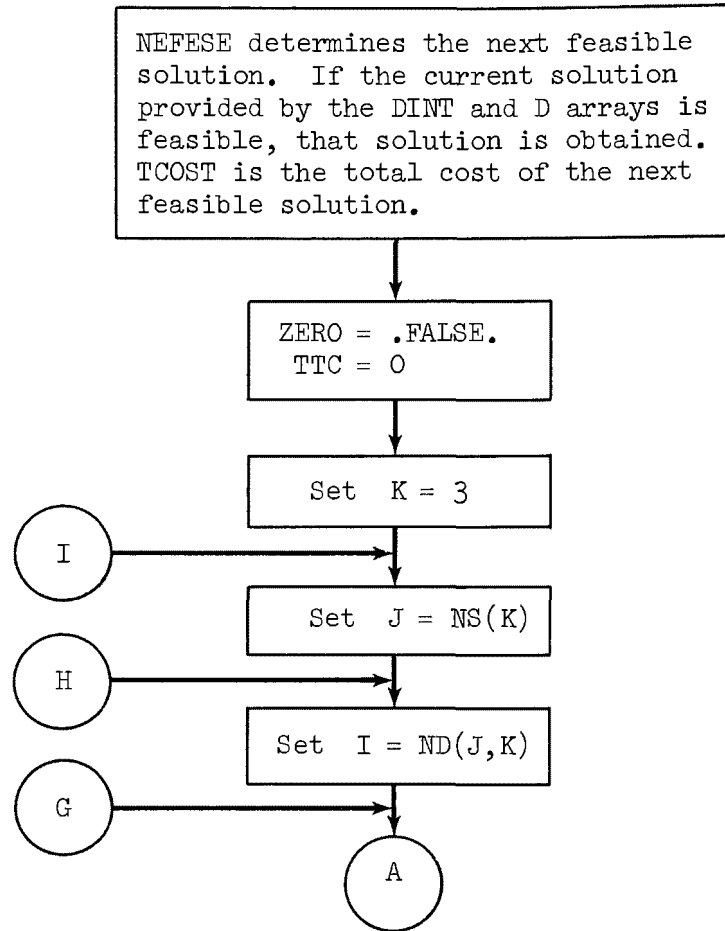 NEFESE determines the next feasible
solution. If the current solution
provided by the DINT and D arrays is
feasible, that solution is obtained.
TCOST is the total cost of the next
feasible solution.
ZERO = .FALSE.
TTC = 0
Set K = 3
I
Set J = NS(K)
H
Set I = ND(J,K)
G
A